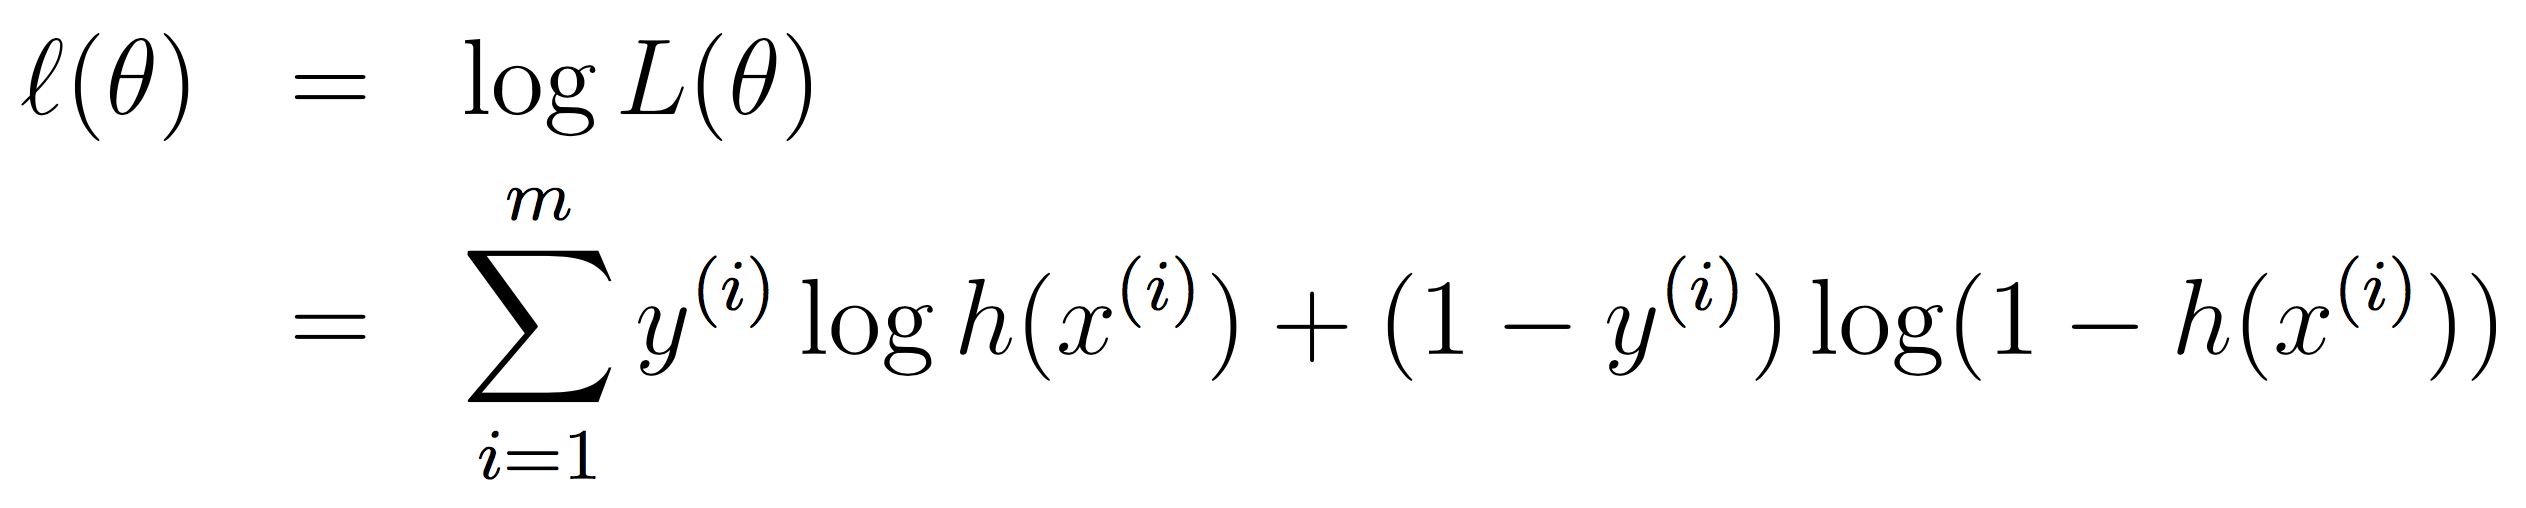 ℓ(θ) = log L(θ)
= ∑_{i=1}^{m} y^{(i)} log h(x^{(i)}) + (1 − y^{(i)}) log(1 − h(x^{(i)}))